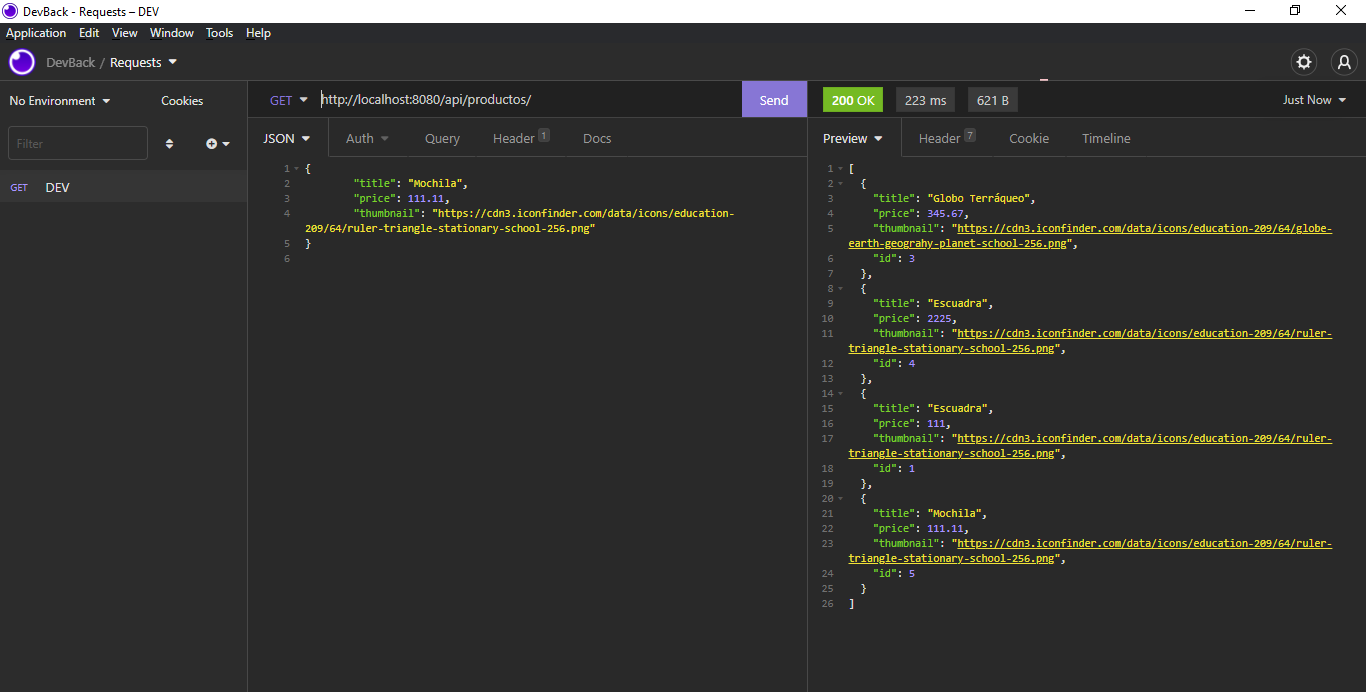 DevBack - Requests – DEV
Application Edit View Window Tools Help
DevBack / Requests
No Environment Cookies
Filter
GET DEV
GET http://localhost:8080/api/productos/ Send
JSON Auth Query Header 1 Docs
1 {
2 "title": "Mochila",
3 "price": 111.11,
4 "thumbnail": "https://cdn3.iconfinder.com/data/icons/education-
209/64/ruler-triangle-stationary-school-256.png"
5 }
6
200 OK 223 ms 621 B Just Now
Preview Header 7 Cookie Timeline
1 [
2 {
3 "title": "Globo Terráqueo",
4 "price": 345.67,
5 "thumbnail": "https://cdn3.iconfinder.com/data/icons/education-209/64/globe-
earth-geograhy-planet-school-256.png",
6 "id": 3
7 },
8 {
9 "title": "Escuadra",
10 "price": 2225,
11 "thumbnail": "https://cdn3.iconfinder.com/data/icons/education-209/64/ruler-
triangle-stationary-school-256.png",
12 "id": 4
13 },
14 {
15 "title": "Escuadra",
16 "price": 111,
17 "thumbnail": "https://cdn3.iconfinder.com/data/icons/education-209/64/ruler-
triangle-stationary-school-256.png",
18 "id": 1
19 },
20 {
21 "title": "Mochila",
22 "price": 111.11,
23 "thumbnail": "https://cdn3.iconfinder.com/data/icons/education-209/64/ruler-
triangle-stationary-school-256.png",
24 "id": 5
25 }
26 ]